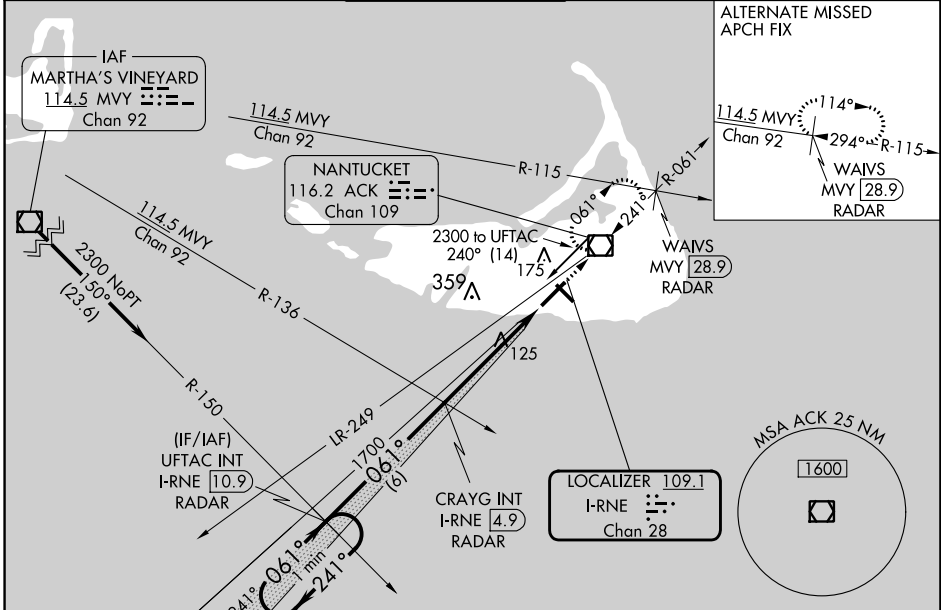 ALTERNATE MISSED
APCH FIX
114.5 MVY
Chan 92
114°
294°
R-115
WAIVS
MVY 28.9
RADAR
IAF
MARTHA'S VINEYARD
114.5 MVY
Chan 92
114.5 MVY
Chan 92
R-115
R-061
NANTUCKET
116.2 ACK
Chan 109
061°
241°
2300 to UFTAC
240° (14)
175
WAIVS
MVY 28.9
RADAR
114.5 MVY
Chan 92
R-136
359
125
2300 NoPT
150°
(23.6)
R-150
LR-249
1700
061°
(6)
(IF/IAF)
UFTAC INT
I-RNE 10.9
RADAR
CRAYG INT
I-RNE 4.9
RADAR
LOCALIZER 109.1
I-RNE
Chan 28
MSA ACK 25 NM
1600
061°
1 min
241°
241°